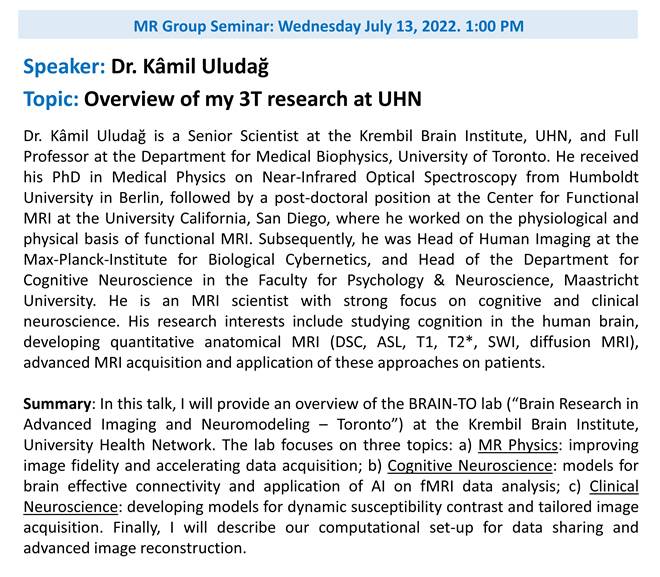 MR Group Seminar: Wednesday July 13, 2022. 1:00 PM
Speaker: Dr. Kâmil Uludağ
Topic: Overview of my 3T research at UHN
Dr. Kâmil Uludağ is a Senior Scientist at the Krembil Brain Institute, UHN, and Full
Professor at the Department for Medical Biophysics, University of Toronto. He received
his PhD in Medical Physics on Near-Infrared Optical Spectroscopy from Humboldt
University in Berlin, followed by a post-doctoral position at the Center for Functional
MRI at the University California, San Diego, where he worked on the physiological and
physical basis of functional MRI. Subsequently, he was Head of Human Imaging at the
Max-Planck-Institute for Biological Cybernetics, and Head of the Department for
Cognitive Neuroscience in the Faculty for Psychology & Neuroscience, Maastricht
University. He is an MRI scientist with strong focus on cognitive and clinical
neuroscience. His research interests include studying cognition in the human brain,
developing quantitative anatomical MRI (DSC, ASL, T1, T2*, SWI, diffusion MRI),
advanced MRI acquisition and application of these approaches on patients.
Summary: In this talk, I will provide an overview of the BRAIN-TO lab (“Brain Research in
Advanced Imaging and Neuromodeling – Toronto”) at the Krembil Brain Institute,
University Health Network. The lab focuses on three topics: a) MR Physics: improving
image fidelity and accelerating data acquisition; b) Cognitive Neuroscience: models for
brain effective connectivity and application of AI on fMRI data analysis; c) Clinical
Neuroscience: developing models for dynamic susceptibility contrast and tailored image
acquisition. Finally, I will describe our computational set-up for data sharing and
advanced image reconstruction.